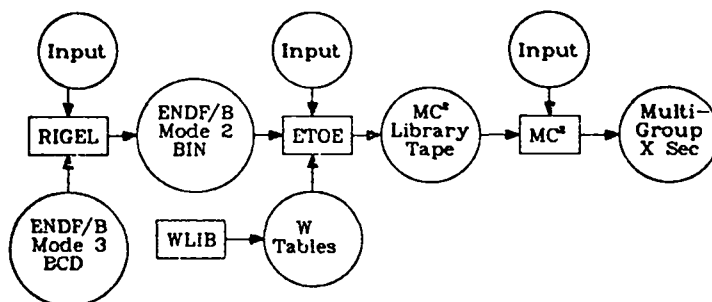 Input
Input
Input
RIGEL
ENDF/B
Mode 2
BIN
ETOE
MC²
Library
Tape
MC²
Multi-
Group
X Sec
ENDF/B
Mode 3
BCD
WLIB
W
Tables